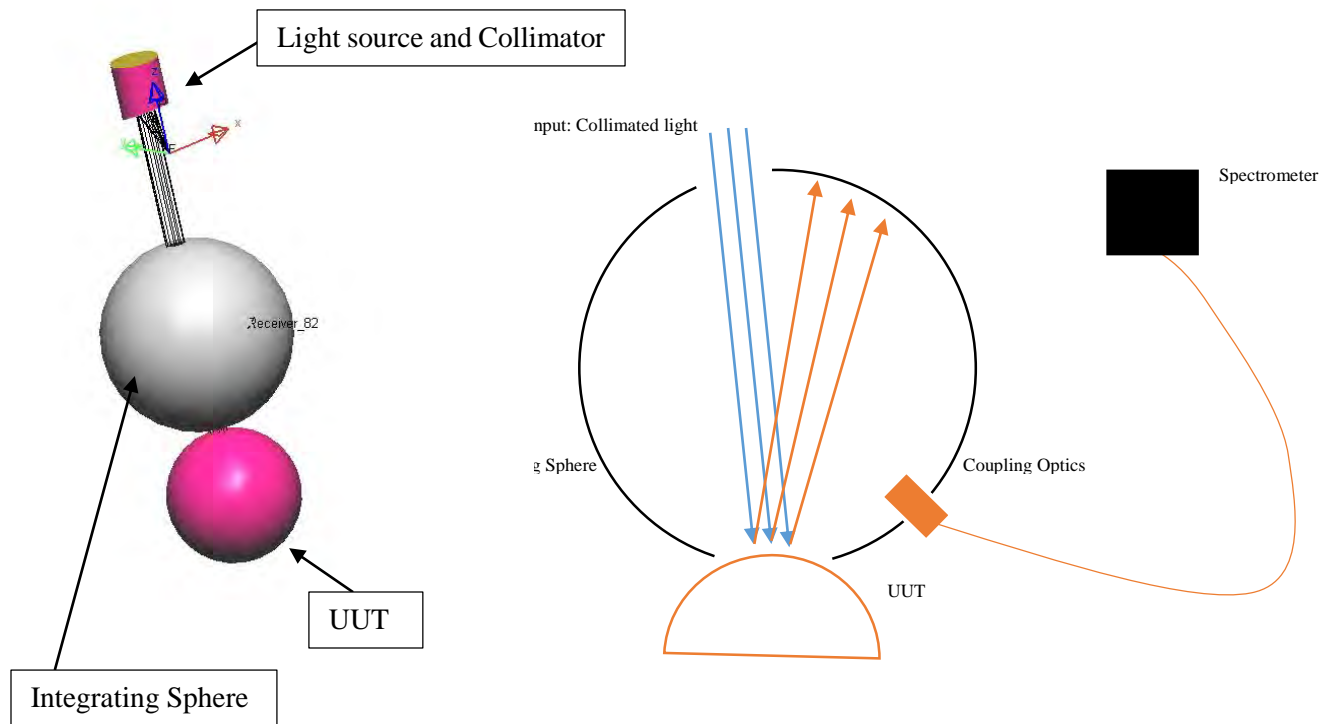 Light source and Collimator
z
x
F
Receiver_82
UUT
Integrating Sphere
nput: Collimated light
Spectrometer
g Sphere
Coupling Optics
UUT